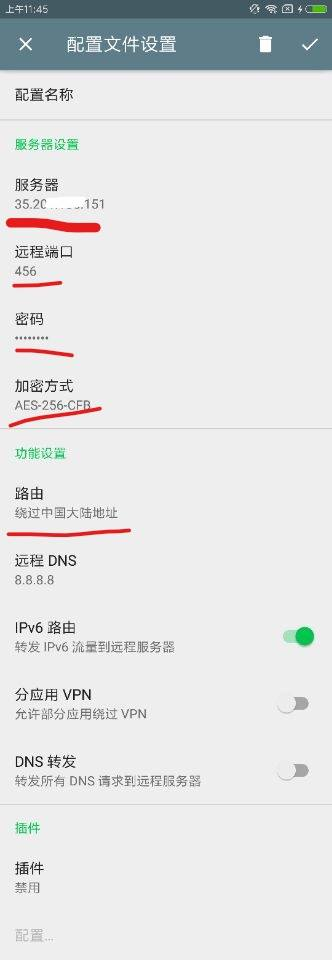 上午11:45
配置文件设置
配置名称
服务器设置
服务器
35.20 .151
远程端口
456
密码
••••••••
加密方式
AES-256-CFB
功能设置
路由
绕过中国大陆地址
远程 DNS
8.8.8.8
IPv6 路由
转发 IPv6 流量到远程服务器
分应用 VPN
允许部分应用绕过 VPN
DNS 转发
转发所有 DNS 请求到远程服务器
插件
插件
禁用
配置...